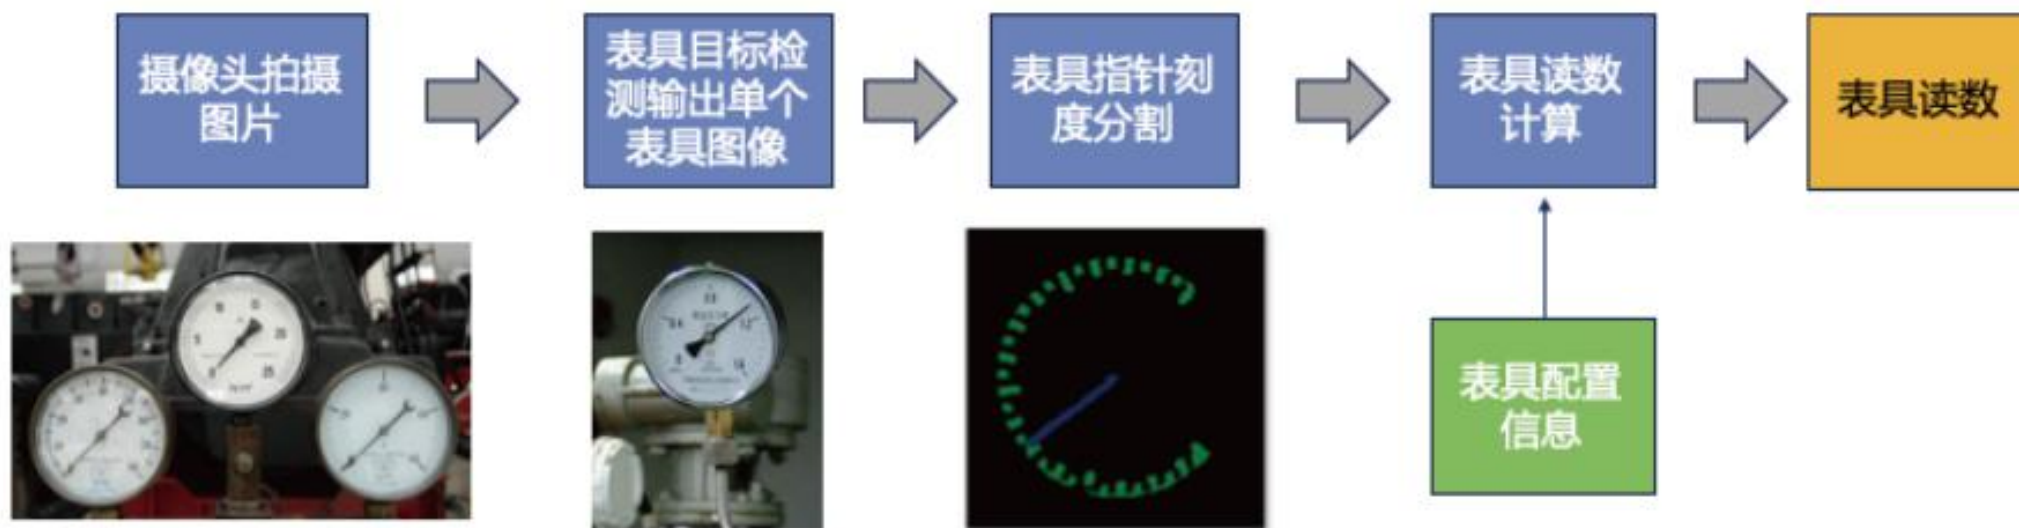 摄像头拍摄
图片
表具目标检
测输出单个
表具图像
表具指针刻
度分割
表具读数
计算
表具读数
表具配置
信息